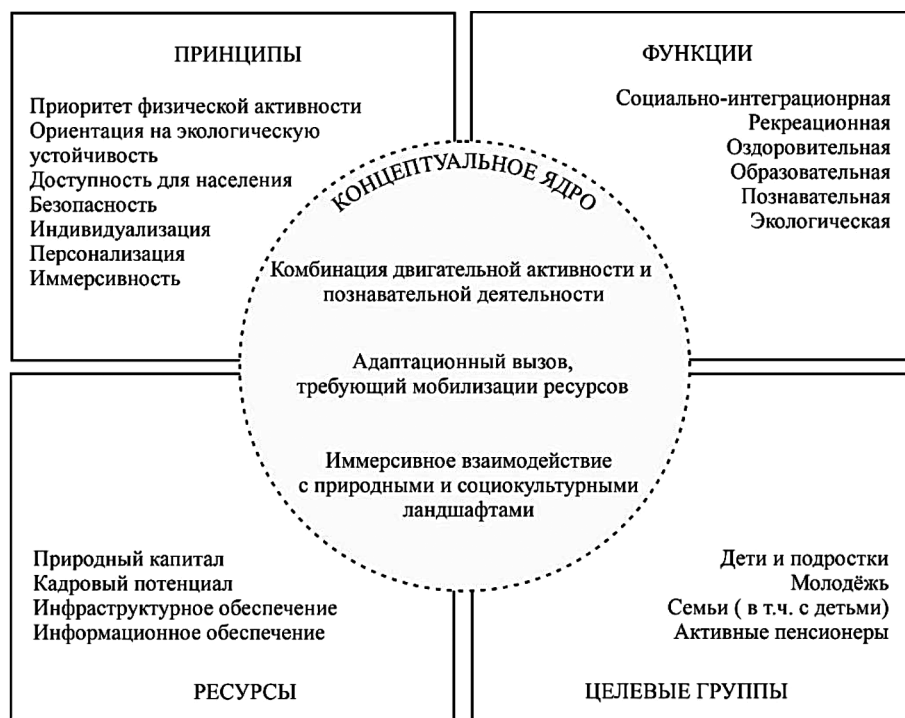 ПРИНЦИПЫ
Приоритет физической активности
Ориентация на экологическую
устойчивость
Доступность для населения
Безопасность
Индивидуализация
Персонализация
Иммерсивность
ФУНКЦИИ
Социально-интеграционрная
Рекреационная
Оздоровительная
Образовательная
Познавательная
Экологическая
КОНЦЕПТУАЛЬНОЕ ЯДРО
Комбинация двигательной активности и
познавательной деятельности
Адаптационный вызов,
требующий мобилизации ресурсов
Иммерсивное взаимодействие
с природными и социокультурными
ландшафтами
Природный капитал
Кадровый потенциал
Инфраструктурное обеспечение
Информационное обеспечение
РЕСУРСЫ
Дети и подростки
Молодёжь
Семьи ( в т.ч. с детьми)
Активные пенсионеры
ЦЕЛЕВЫЕ ГРУППЫ